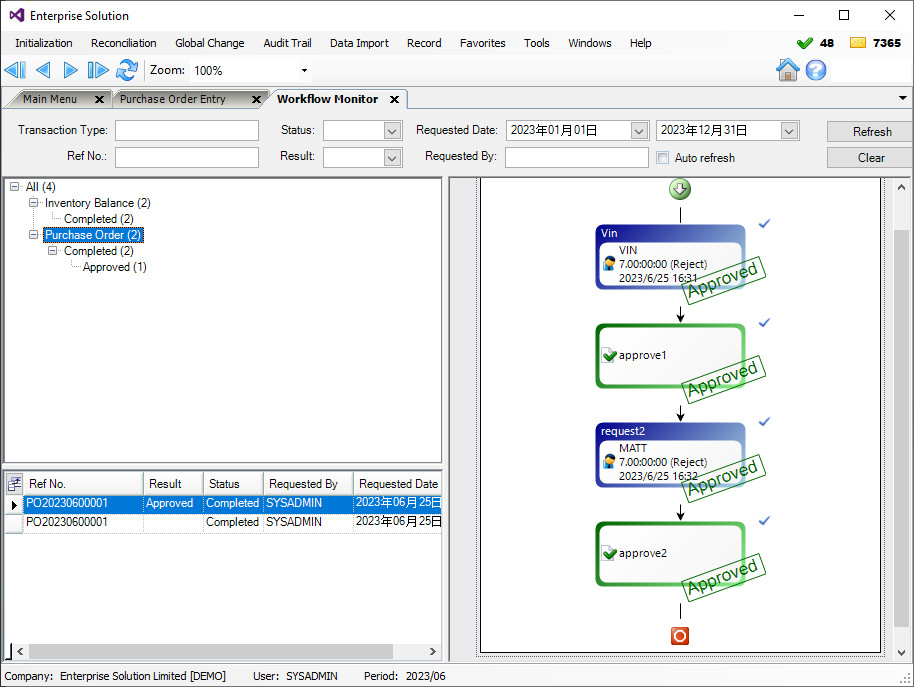 Enterprise Solution
Initialization Reconciliation Global Change Audit Trail Data Import Record Favorites Tools Windows Help 48 7365
Zoom: 100%
Main Menu Purchase Order Entry Workflow Monitor
Transaction Type: Status: Requested Date: 2023年01月01日 2023年12月31日 Refresh
Ref No.: Result: Requested By: Auto refresh Clear
All (4)
Inventory Balance (2)
Completed (2)
Purchase Order (2)
Completed (2)
Approved (1)
Ref No. Result Status Requested By Requested Date
PO20230600001 Approved Completed SYSADMIN 2023年06月25日
PO20230600001 Completed SYSADMIN 2023年06月25日
Vin
VIN
7.00:00:00 (Reject)
2023/6/25 16:31
Approved
approve1
Approved
request2
MATT
7.00:00:00 (Reject)
2023/6/25 16:32
Approved
approve2
Approved
Company: Enterprise Solution Limited [DEMO] User: SYSADMIN Period: 2023/06